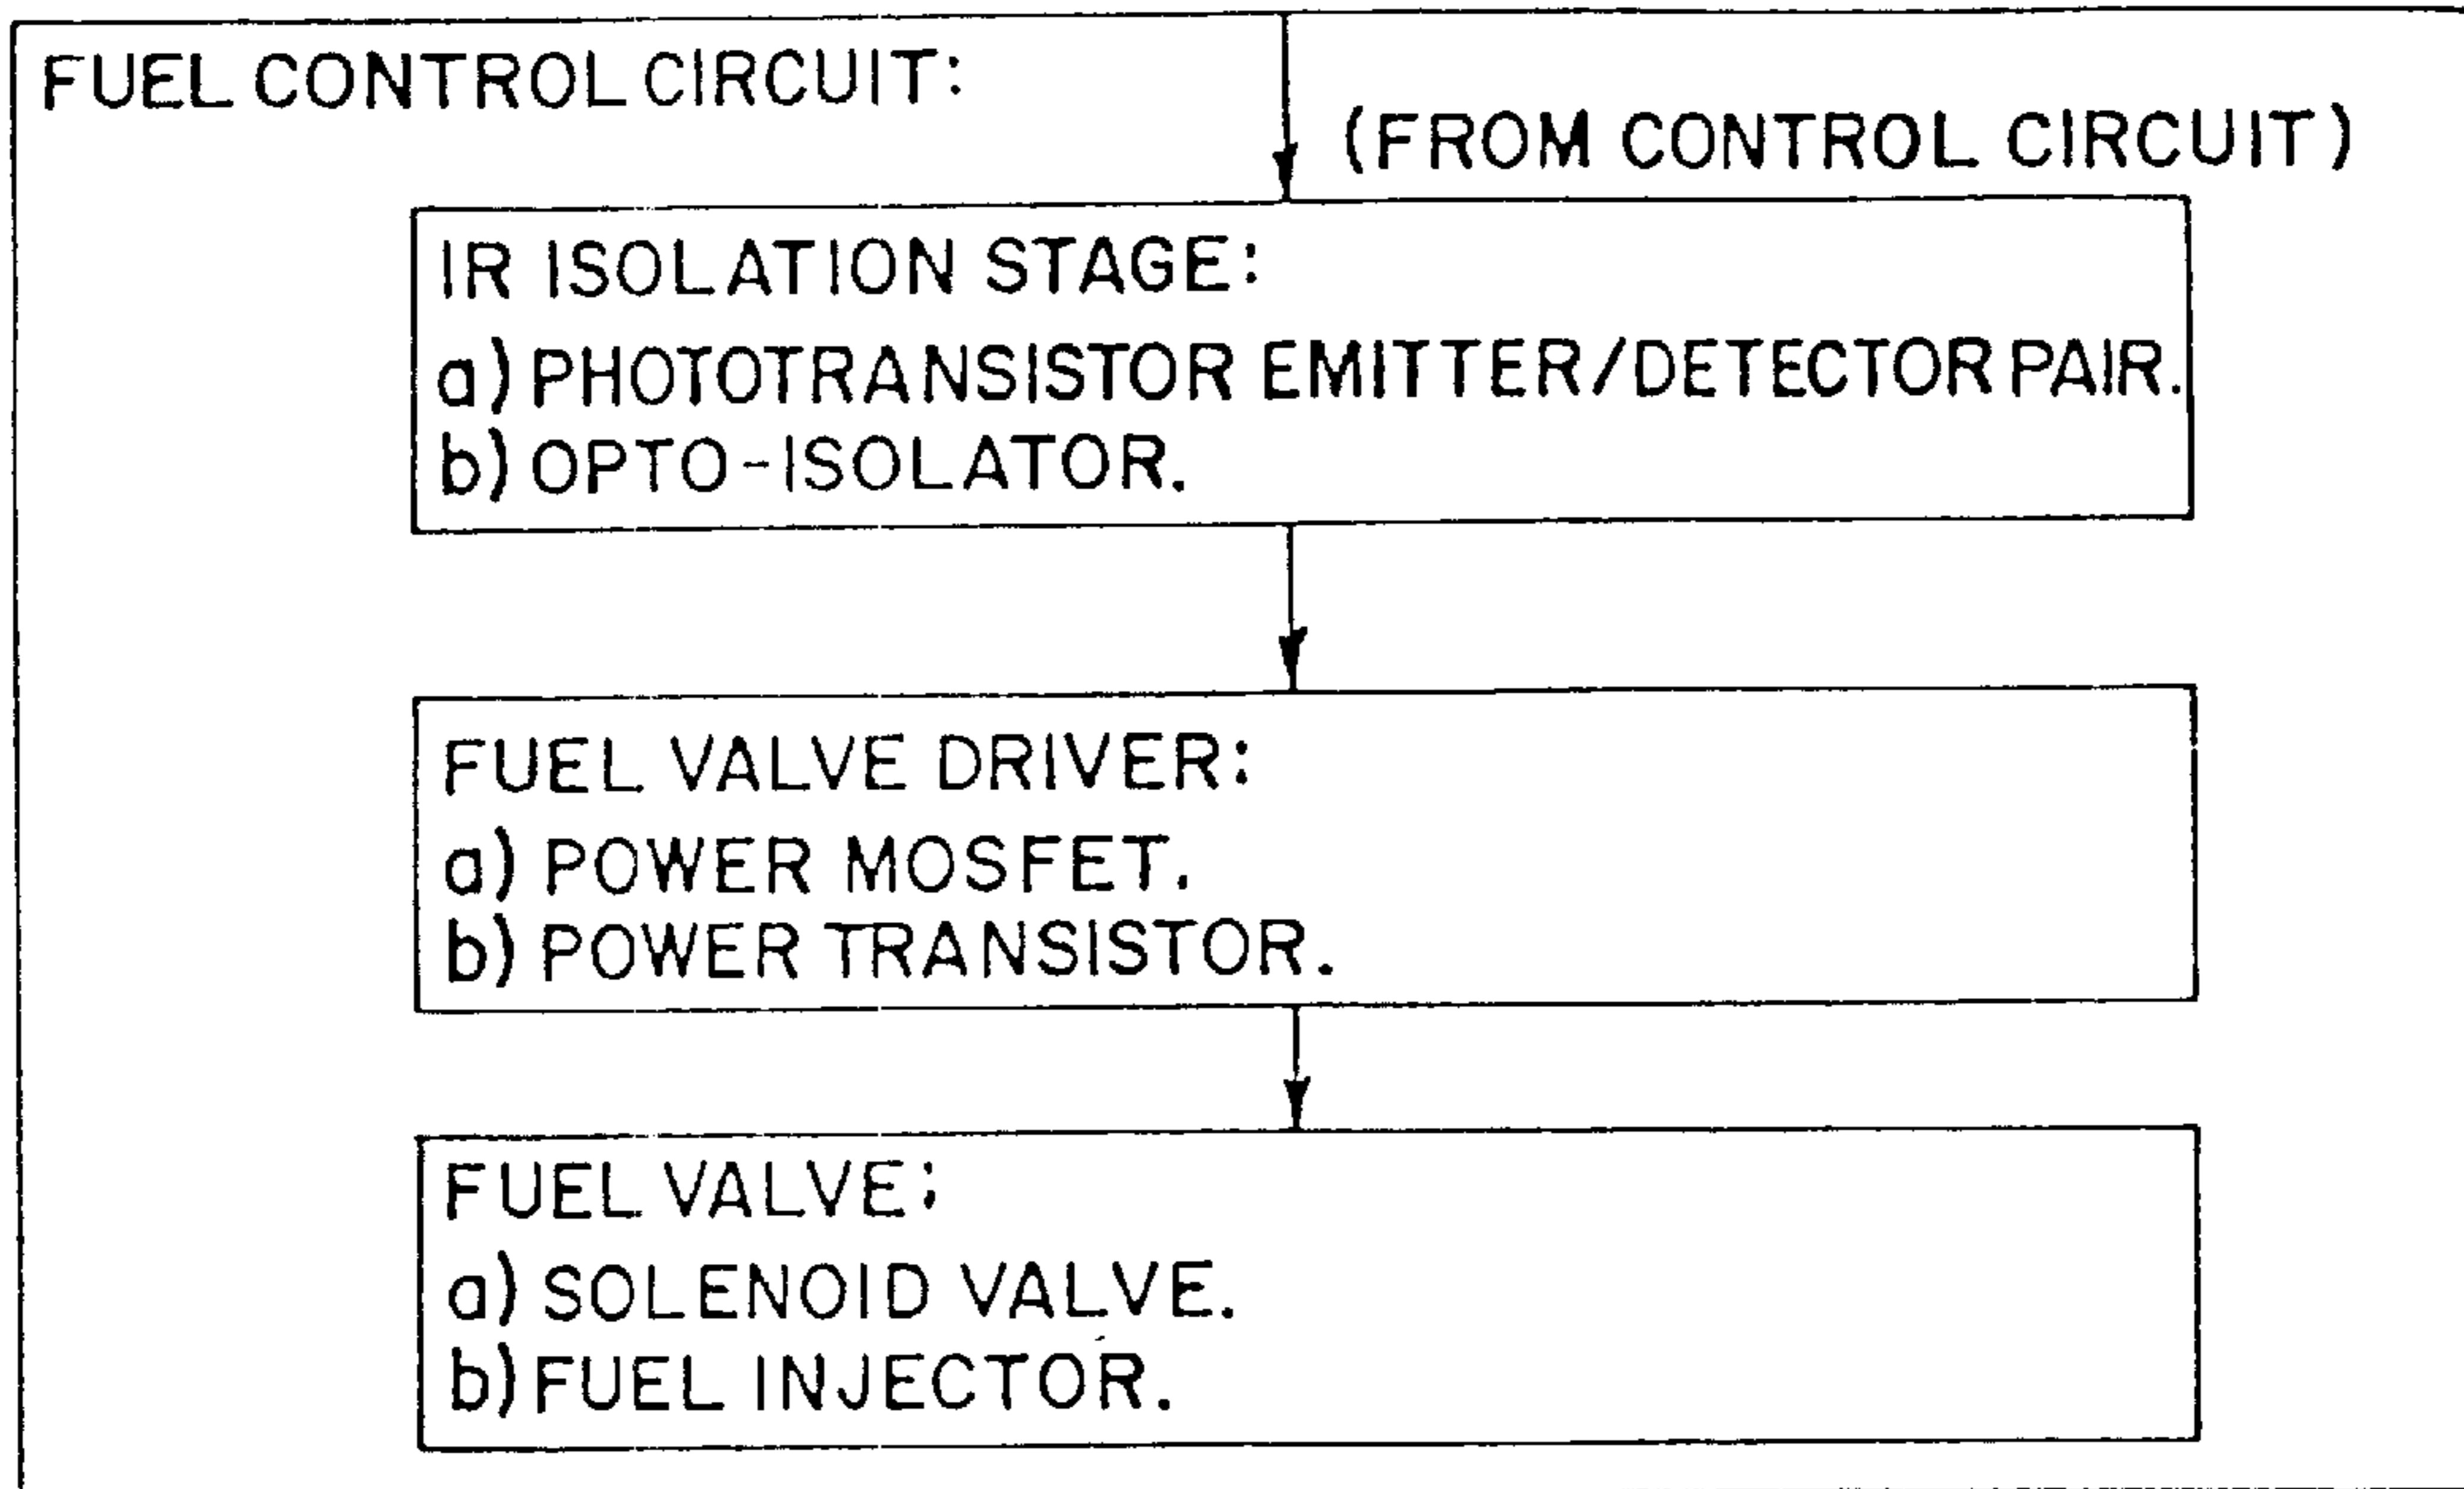 FUEL CONTROL CIRCUIT:
(FROM CONTROL CIRCUIT)
IR ISOLATION STAGE:
a) PHOTOTRANSISTOR EMITTER/DETECTOR PAIR.
b) OPTO-ISOLATOR.
FUEL VALVE DRIVER:
a) POWER MOSFET.
b) POWER TRANSISTOR.
FUEL VALVE:
a) SOLENOID VALVE.
b) FUEL INJECTOR.